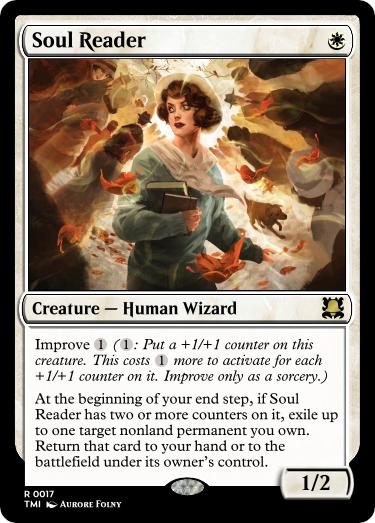 Soul Reader
Creature — Human Wizard
Improve 1 (1: Put a +1/+1 counter on this
creature. This costs 1 more to activate for each
+1/+1 counter on it. Improve only as a sorcery.)
At the beginning of your end step, if Soul
Reader has two or more counters on it, exile up
to one target nonland permanent you own.
Return that card to your hand or to the
battlefield under its owner's control.
1/2
R 0017
TMI Aurore Folny